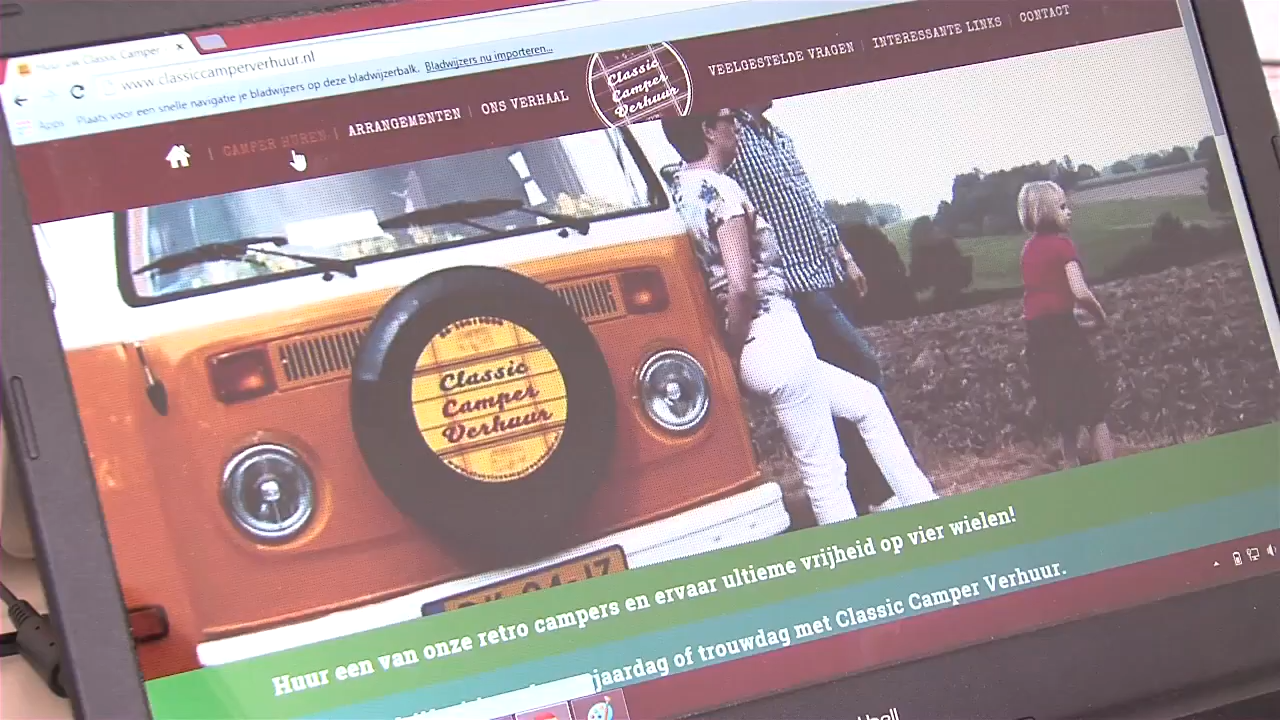 Classic Camper
www.classiccamperverhuur.nl
Apps Plaats voor een snelle navigatie je bladwijzers op deze bladwijzerbalk. Bladwijzers nu importeren...
CAMPER HUREN | ARRANGEMENTEN | ONS VERHAAL
Classic
Camper
Verhuur
VEELGESTELDE VRAGEN | INTERESSANTE LINKS | CONTACT
Classic
Camper
Verhuur
Huur een van onze retro campers en ervaar ultieme vrijheid op vier wielen!
jaardag of trouwdag met Classic Camper Verhuur.